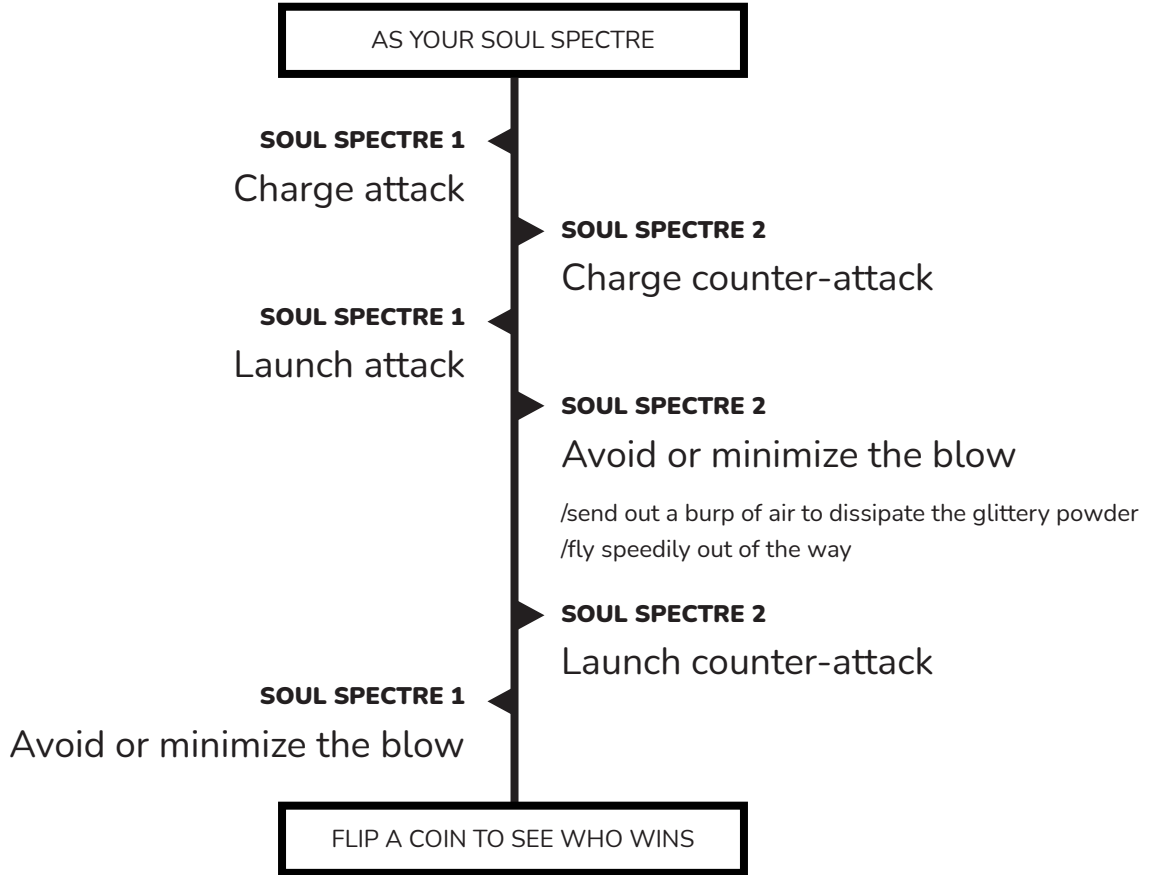 AS YOUR SOUL SPECTRE
SOUL SPECTRE 1
Charge attack
SOUL SPECTRE 2
Charge counter-attack
SOUL SPECTRE 1
Launch attack
SOUL SPECTRE 2
Avoid or minimize the blow
/send out a burp of air to dissipate the glittery powder
/fly speedily out of the way
SOUL SPECTRE 2
Launch counter-attack
SOUL SPECTRE 1
Avoid or minimize the blow
FLIP A COIN TO SEE WHO WINS